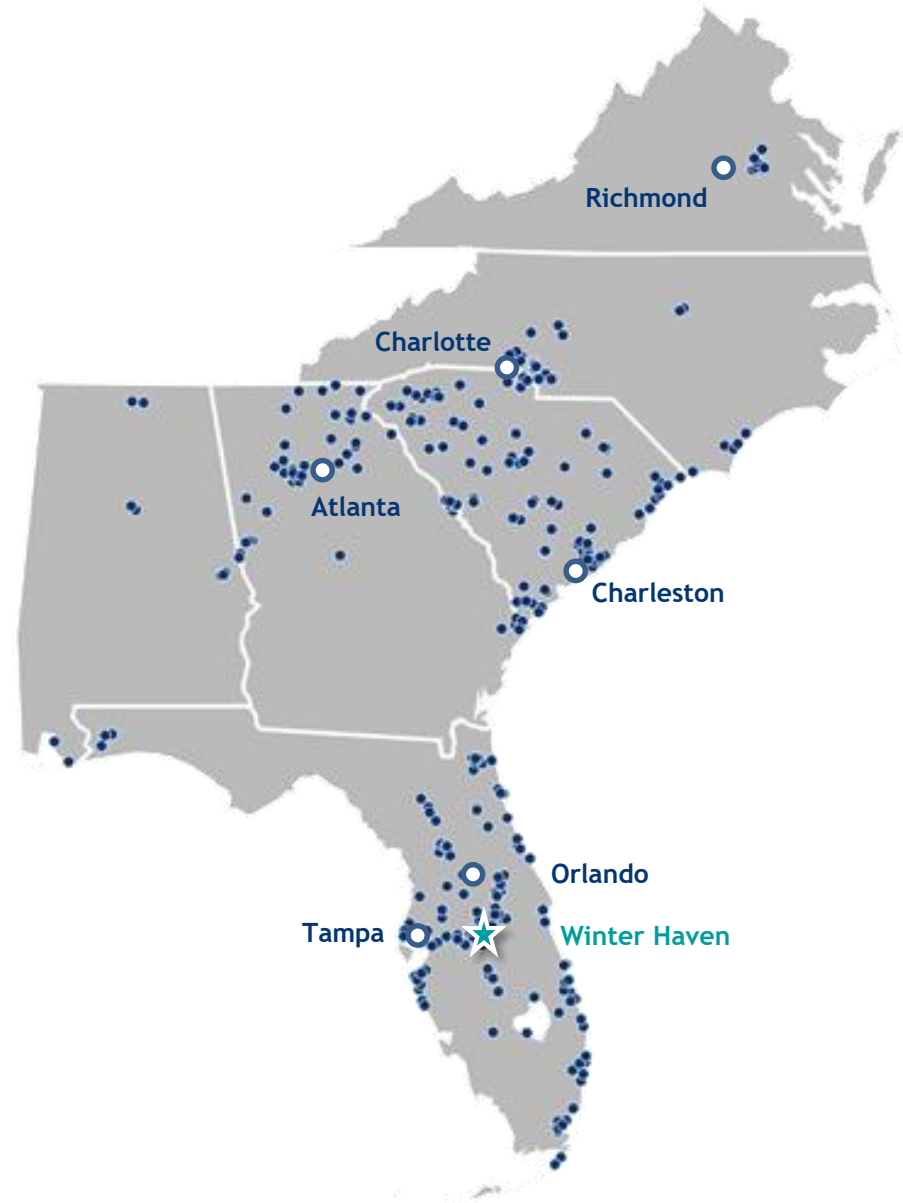 Richmond
Charlotte
Atlanta
Charleston
Orlando
Tampa
Winter Haven